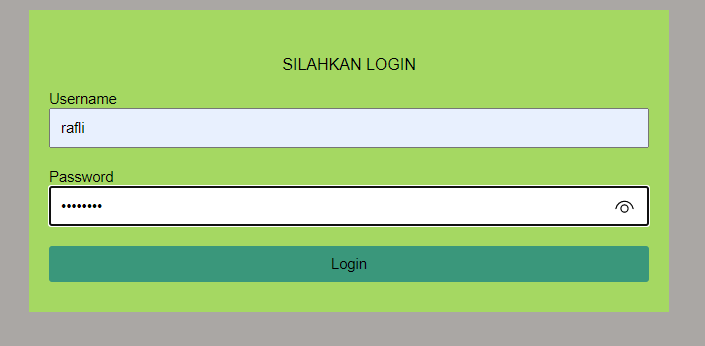 SILAHKAN LOGIN
Username
rafli
Password
••••••••
Login